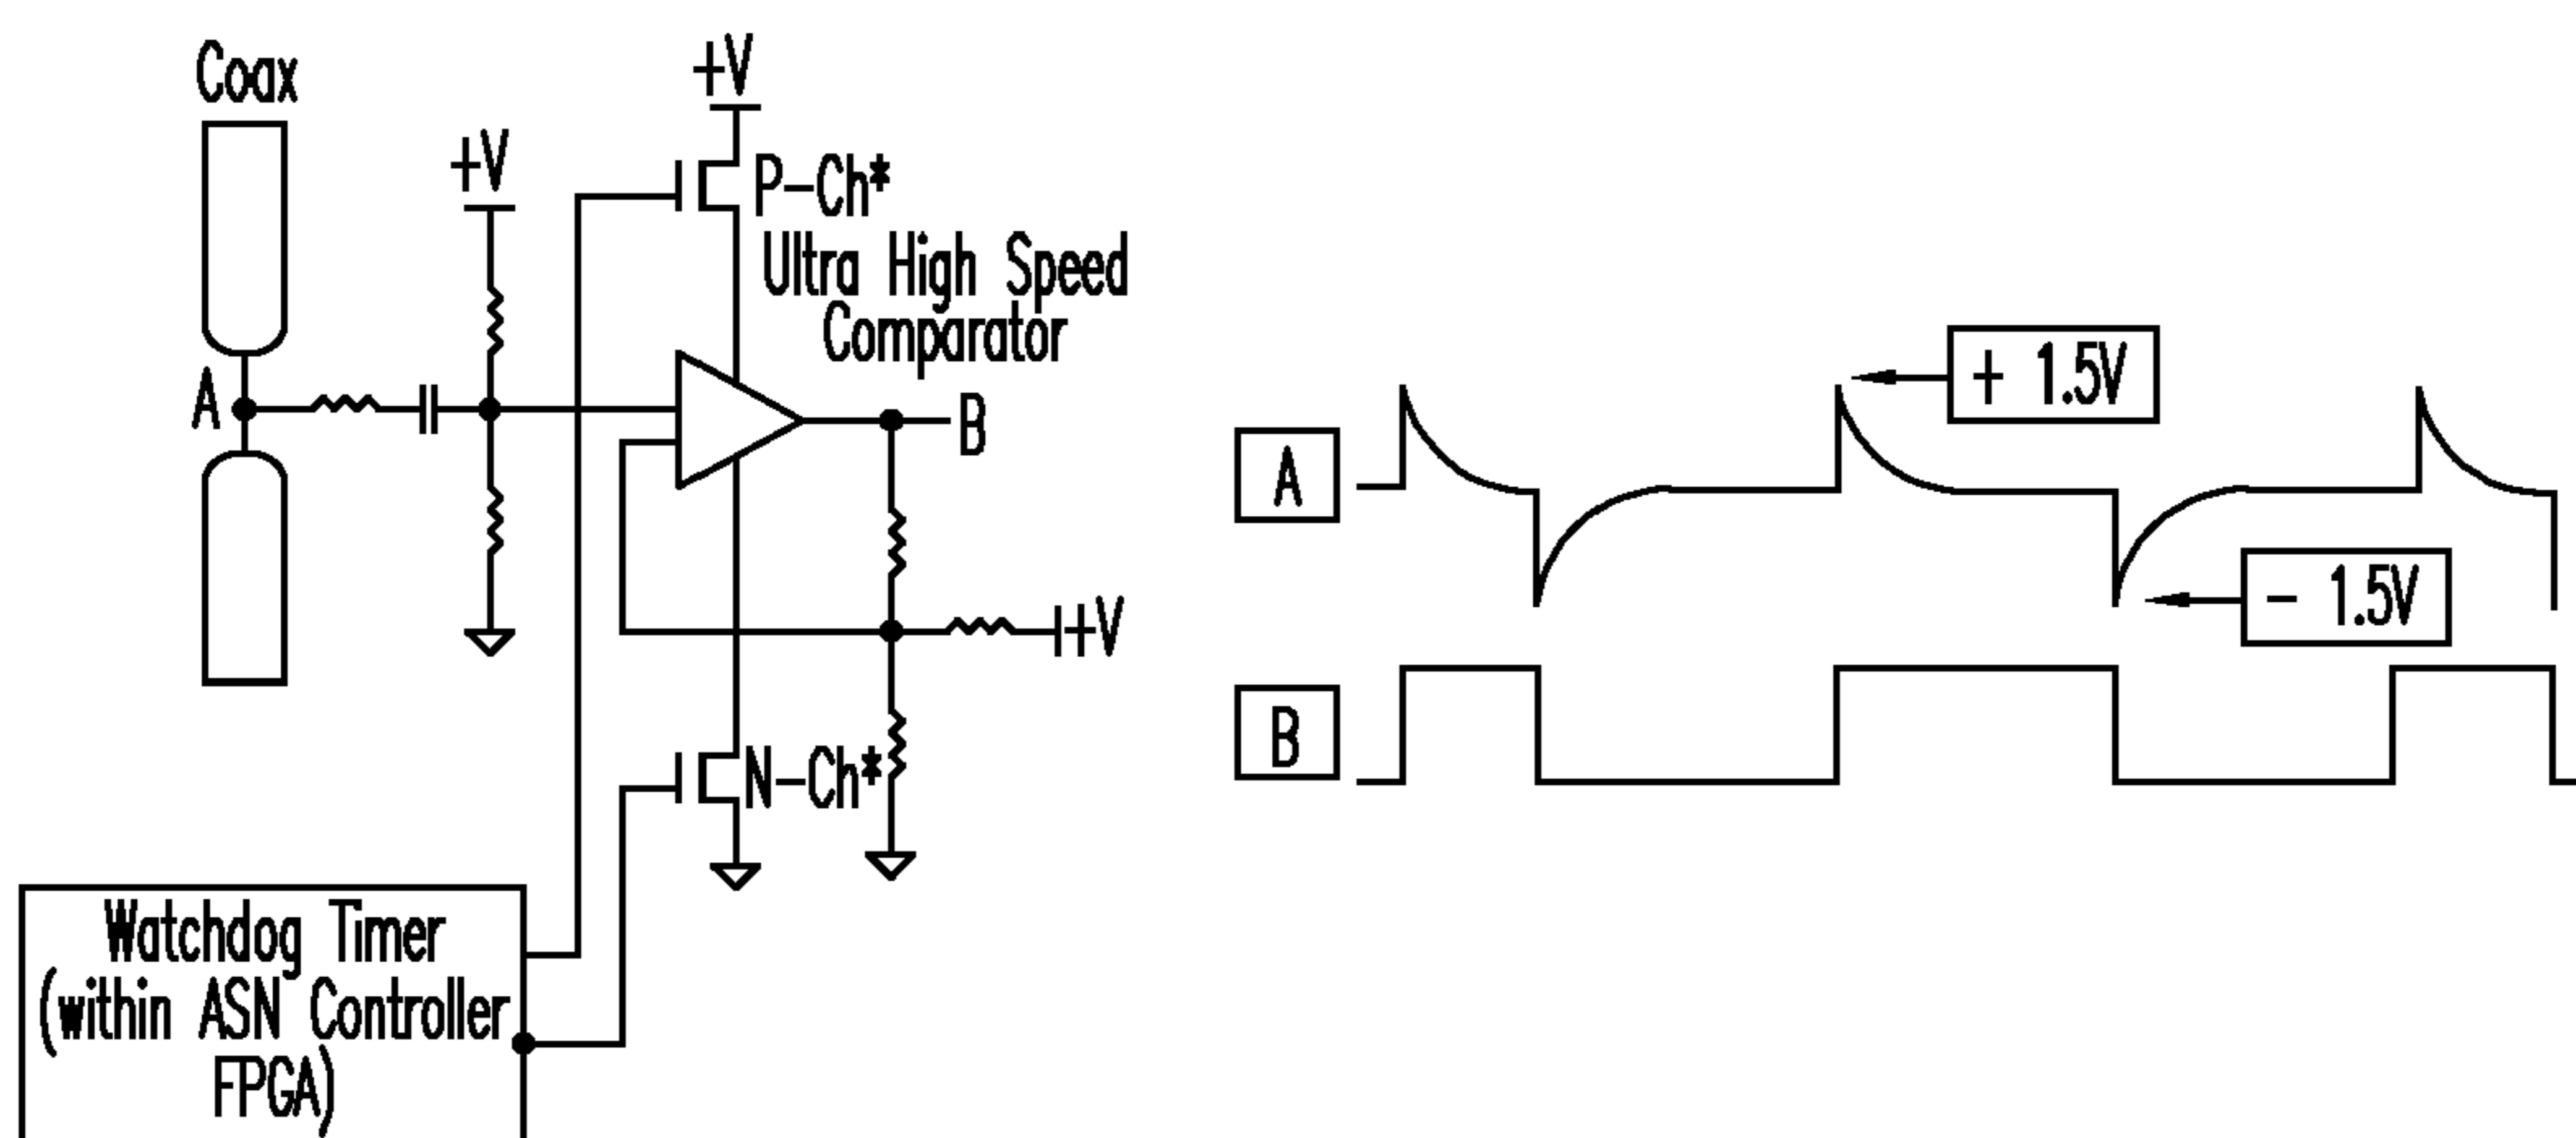 Coax
+V
+V
P-Ch*
Ultra High Speed
Comparator
A
B
+V
N-Ch*
Watchdog Timer
(within ASN Controller
FPGA)
+ 1.5V
A
- 1.5V
B